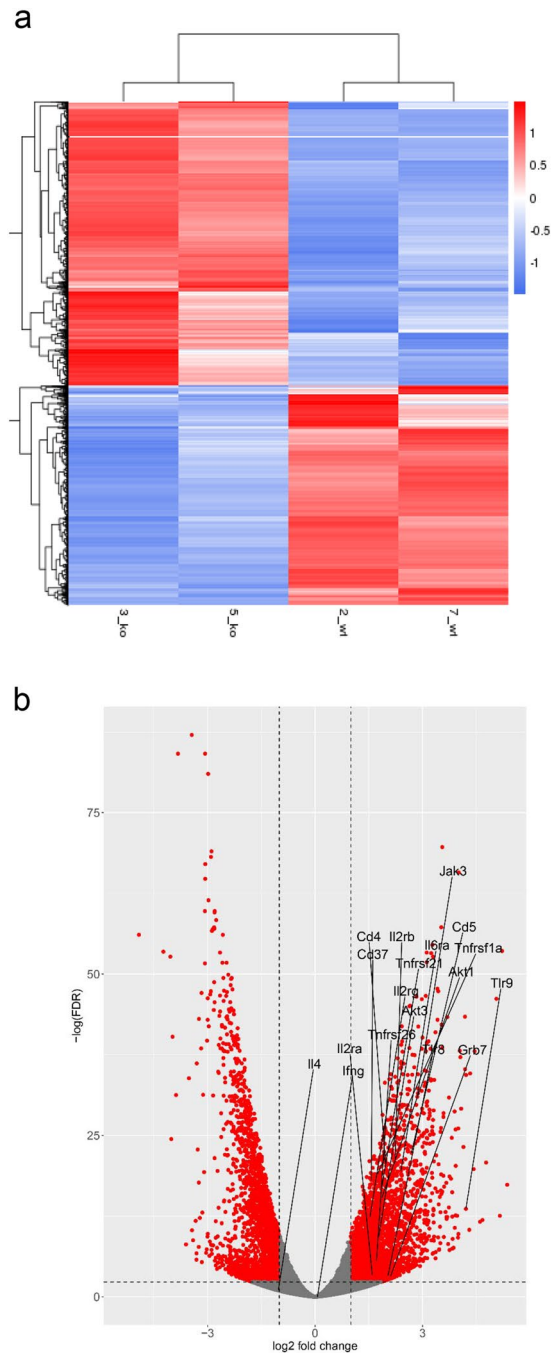 a
1
0.5
0
-0.5
-1
3_ko
5_ko
2_wt
7_wt
b
75
50
25
0
−log(FDR)
Jak3
Cd4
Il2rb
Cd5
Cd37
Il6ra
Tnfrsf1a
Tnfrsf21
Akt1
Il2rg
Tlr9
Akt3
Tnfrsf26
Il2ra
Tlr8
Grb7
Il4
Ifng
−3
0
3
log2 fold change